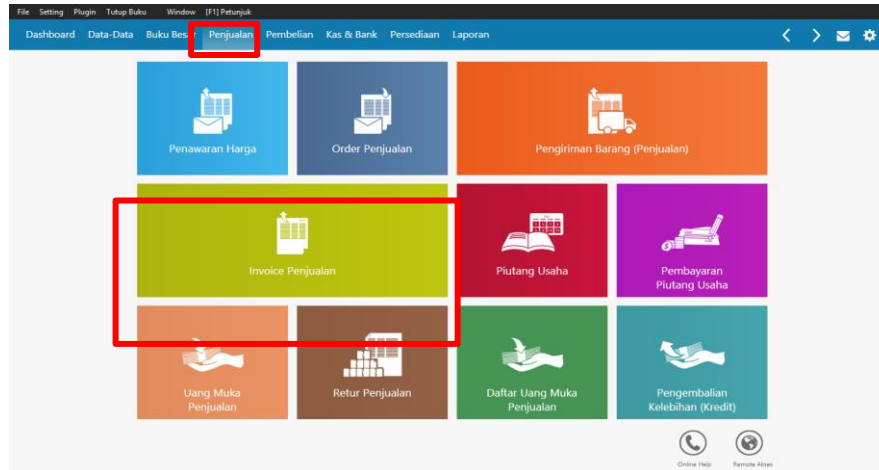 File Setting Plugin Tutup Buku Window [F1] Petunjuk
Dashboard Data-Data Buku Besar Penjualan Pembelian Kas & Bank Persediaan Laporan
Penawaran Harga
Order Penjualan
Pengiriman Barang (Penjualan)
Invoice Penjualan
Piutang Usaha
Pembayaran
Piutang Usaha
Uang Muka
Penjualan
Retur Penjualan
Daftar Uang Muka
Penjualan
Pengembalian
Kelebihan (Kredit)
Online Help
Remote Akses